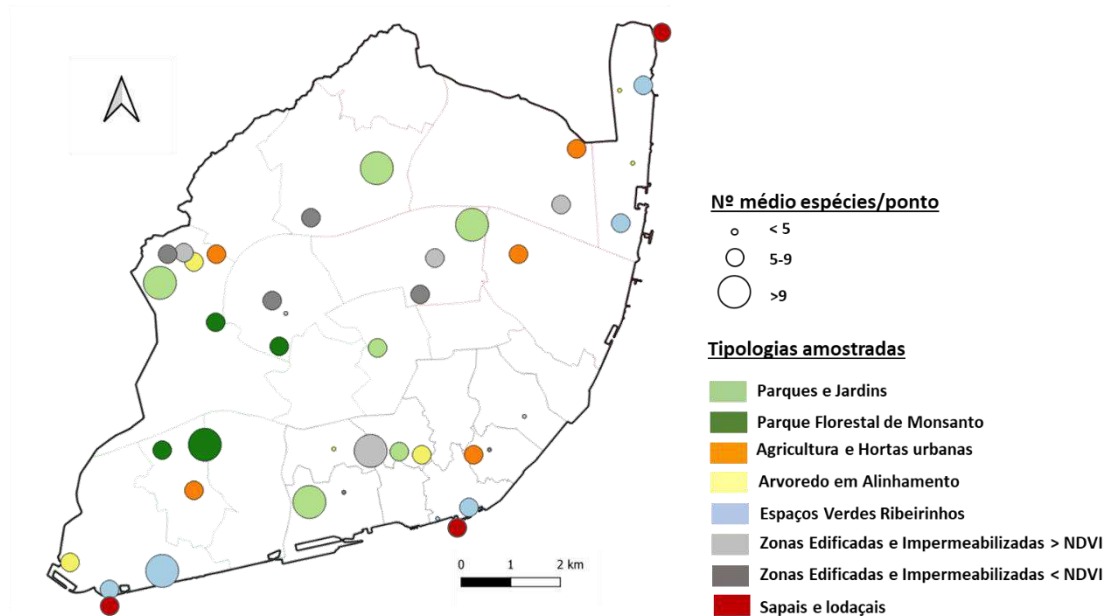 Nº médio espécies/ponto
< 5
5-9
>9
Tipologias amostradas
Parques e Jardins
Parque Florestal de Monsanto
Agricultura e Hortas urbanas
Arvoredo em Alinhamento
Espaços Verdes Ribeirinhos
Zonas Edificadas e Impermeabilizadas > NDVI
Zonas Edificadas e Impermeabilizadas < NDVI
Sapais e lodaçais
0 1 2 km